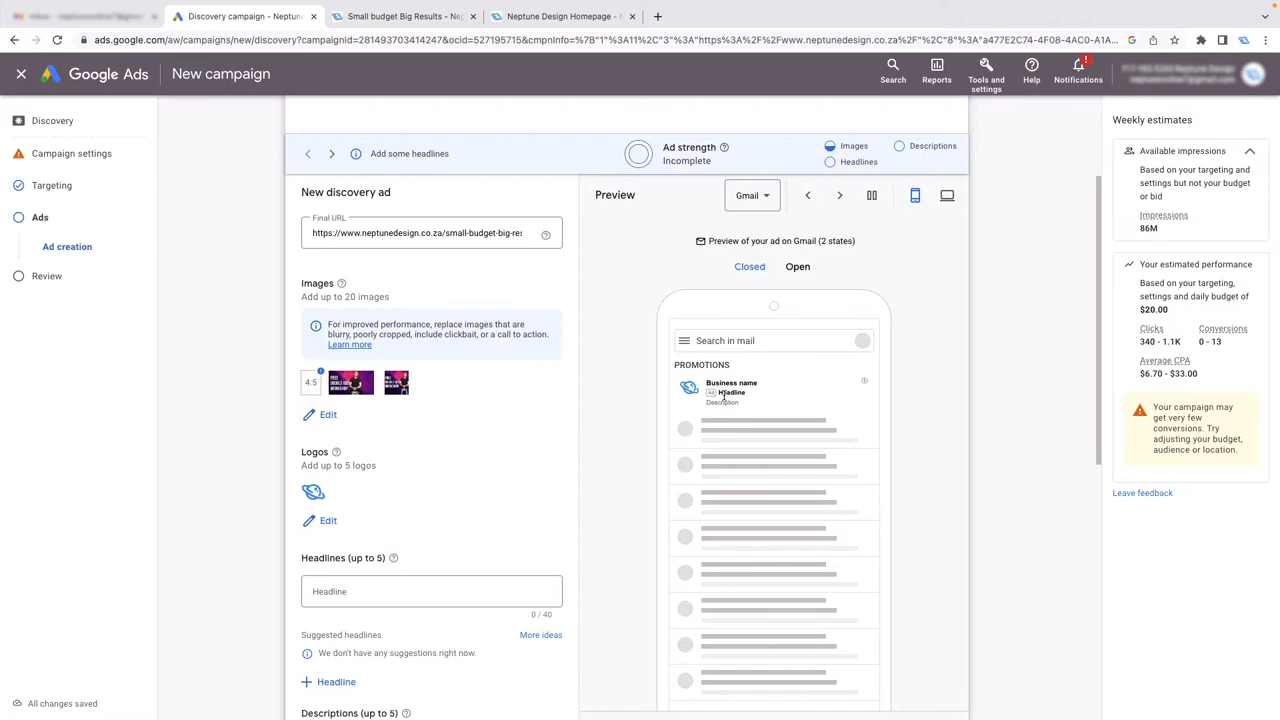 Discovery campaign - Neptune
Small budget Big Results - Ne
Neptune Design Homepage -
ads.google.com/aw/campaigns/new/discovery?campaignId=281493703414247&ocid=527195715&cmpnInfo=%7B"1"%3A11%2C"3"%3A"https%3A%2F%2Fwww.neptunedesign.co.za%2F"%2C"8"%3A"a477E2C74-4F08-4AC0-A1A...
Google Ads
New campaign
Search
Reports
Tools and settings
Help
!
Notifications
Discovery
Campaign settings
Targeting
Ads
Ad creation
Review
All changes saved
Add some headlines
Ad strength
Incomplete
Images
Descriptions
Headlines
New discovery ad
Final URL
https://www.neptunedesign.co.za/small-budget-big-res
Images
Add up to 20 images
For improved performance, replace images that are
blurry, poorly cropped, include clickbait, or a call to action.
Learn more
4:5
FREE
GOOGLE ADS
WORKSHOP
Edit
Logos
Add up to 5 logos
Edit
Headlines (up to 5)
Headline
0 / 40
Suggested headlines
More ideas
We don't have any suggestions right now.
Headline
Descriptions (up to 5)
Preview
Gmail
Preview of your ad on Gmail (2 states)
Closed
Open
Search in mail
PROMOTIONS
Business name
Ad Headline
Description
Weekly estimates
Available impressions
Based on your targeting and
settings but not your budget
or bid
Impressions
86M
Your estimated performance
Based on your targeting,
settings and daily budget of
$20.00
Clicks
Conversions
340 - 1.1K
0 - 13
Average CPA
$6.70 - $33.00
Your campaign may
get very few
conversions. Try
adjusting your budget,
audience or location.
Leave feedback